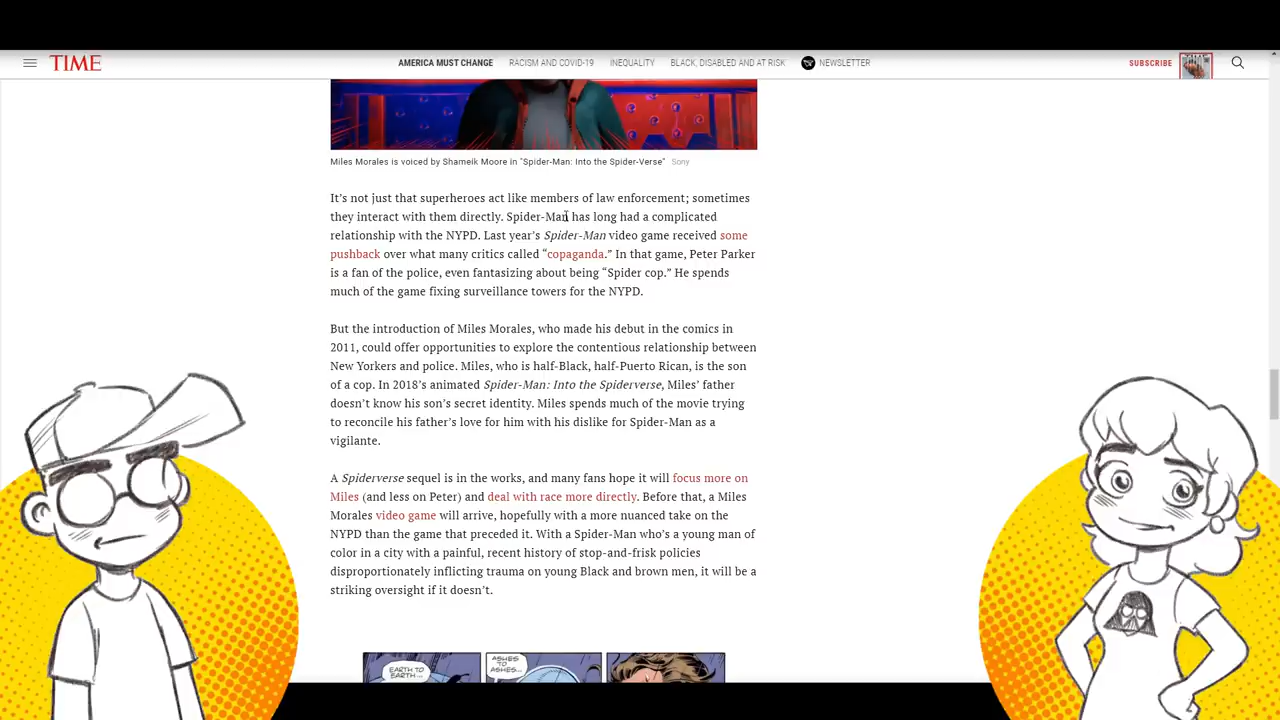 TIME
AMERICA MUST CHANGE
RACISM AND COVID-19
INEQUALITY
BLACK, DISABLED AND AT RISK
NEWSLETTER
SUBSCRIBE
Miles Morales is voiced by Shameik Moore in "Spider-Man: Into the Spider-Verse" Sony
It's not just that superheroes act like members of law enforcement; sometimes
they interact with them directly. Spider-Man has long had a complicated
relationship with the NYPD. Last year's Spider-Man video game received some
pushback over what many critics called “copaganda.” In that game, Peter Parker
is a fan of the police, even fantasizing about being “Spider cop.” He spends
much of the game fixing surveillance towers for the NYPD.
But the introduction of Miles Morales, who made his debut in the comics in
2011, could offer opportunities to explore the contentious relationship between
New Yorkers and police. Miles, who is half-Black, half-Puerto Rican, is the son
of a cop. In 2018's animated Spider-Man: Into the Spiderverse, Miles' father
doesn't know his son's secret identity. Miles spends much of the movie trying
to reconcile his father's love for him with his dislike for Spider-Man as a
vigilante.
A Spiderverse sequel is in the works, and many fans hope it will focus more on
Miles (and less on Peter) and deal with race more directly. Before that, a Miles
Morales video game will arrive, hopefully with a more nuanced take on the
NYPD than the game that preceded it. With a Spider-Man who's a young man of
color in a city with a painful, recent history of stop-and-frisk policies
disproportionately inflicting trauma on young Black and brown men, it will be a
striking oversight if it doesn't.
EARTH TO
EARTH...
ASHES
TO
ASHES...